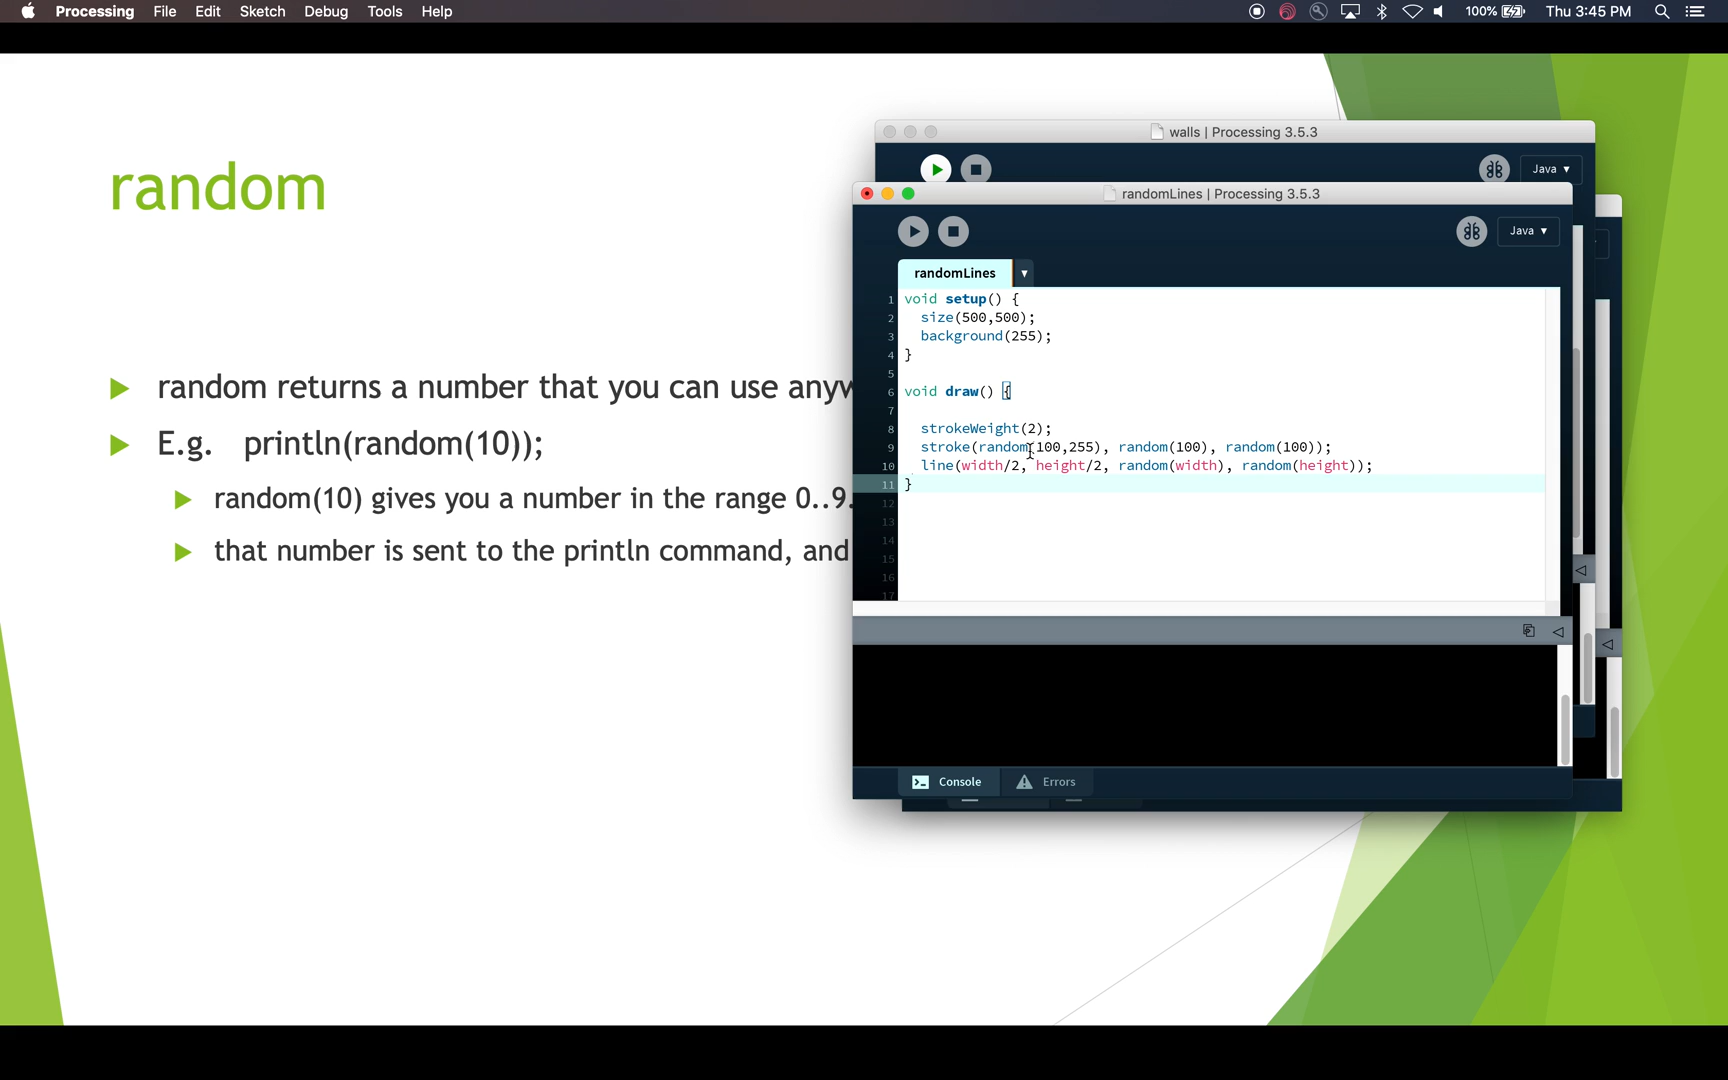 Processing File Edit Sketch Debug Tools Help 100% Thu 3:45 PM
random
random returns a number that you can use
E.g. println(random(10));
random(10) gives you a number in the range 0..9.
that number is sent to the println command, and
walls | Processing 3.5.3
Java
randomLines | Processing 3.5.3
Java
randomLines
1 void setup() {
2 size(500,500);
3 background(255);
4 }
5
6 void draw() {
7
8 strokeWeight(2);
9 stroke(random(100,255), random(100), random(100));
10 line(width/2, height/2, random(width), random(height));
11 }
12
13
14
15
16
17
Console Errors